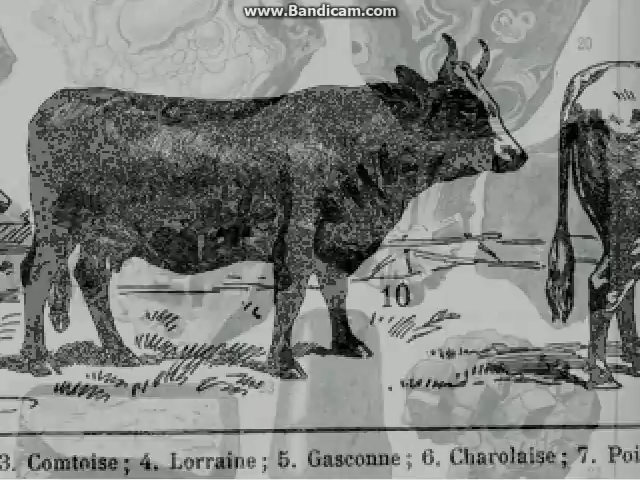 www.Bandicam.com
20
10
3. Comtoise; 4. Lorraine; 5. Gasconne; 6. Charolaise; 7. Poi